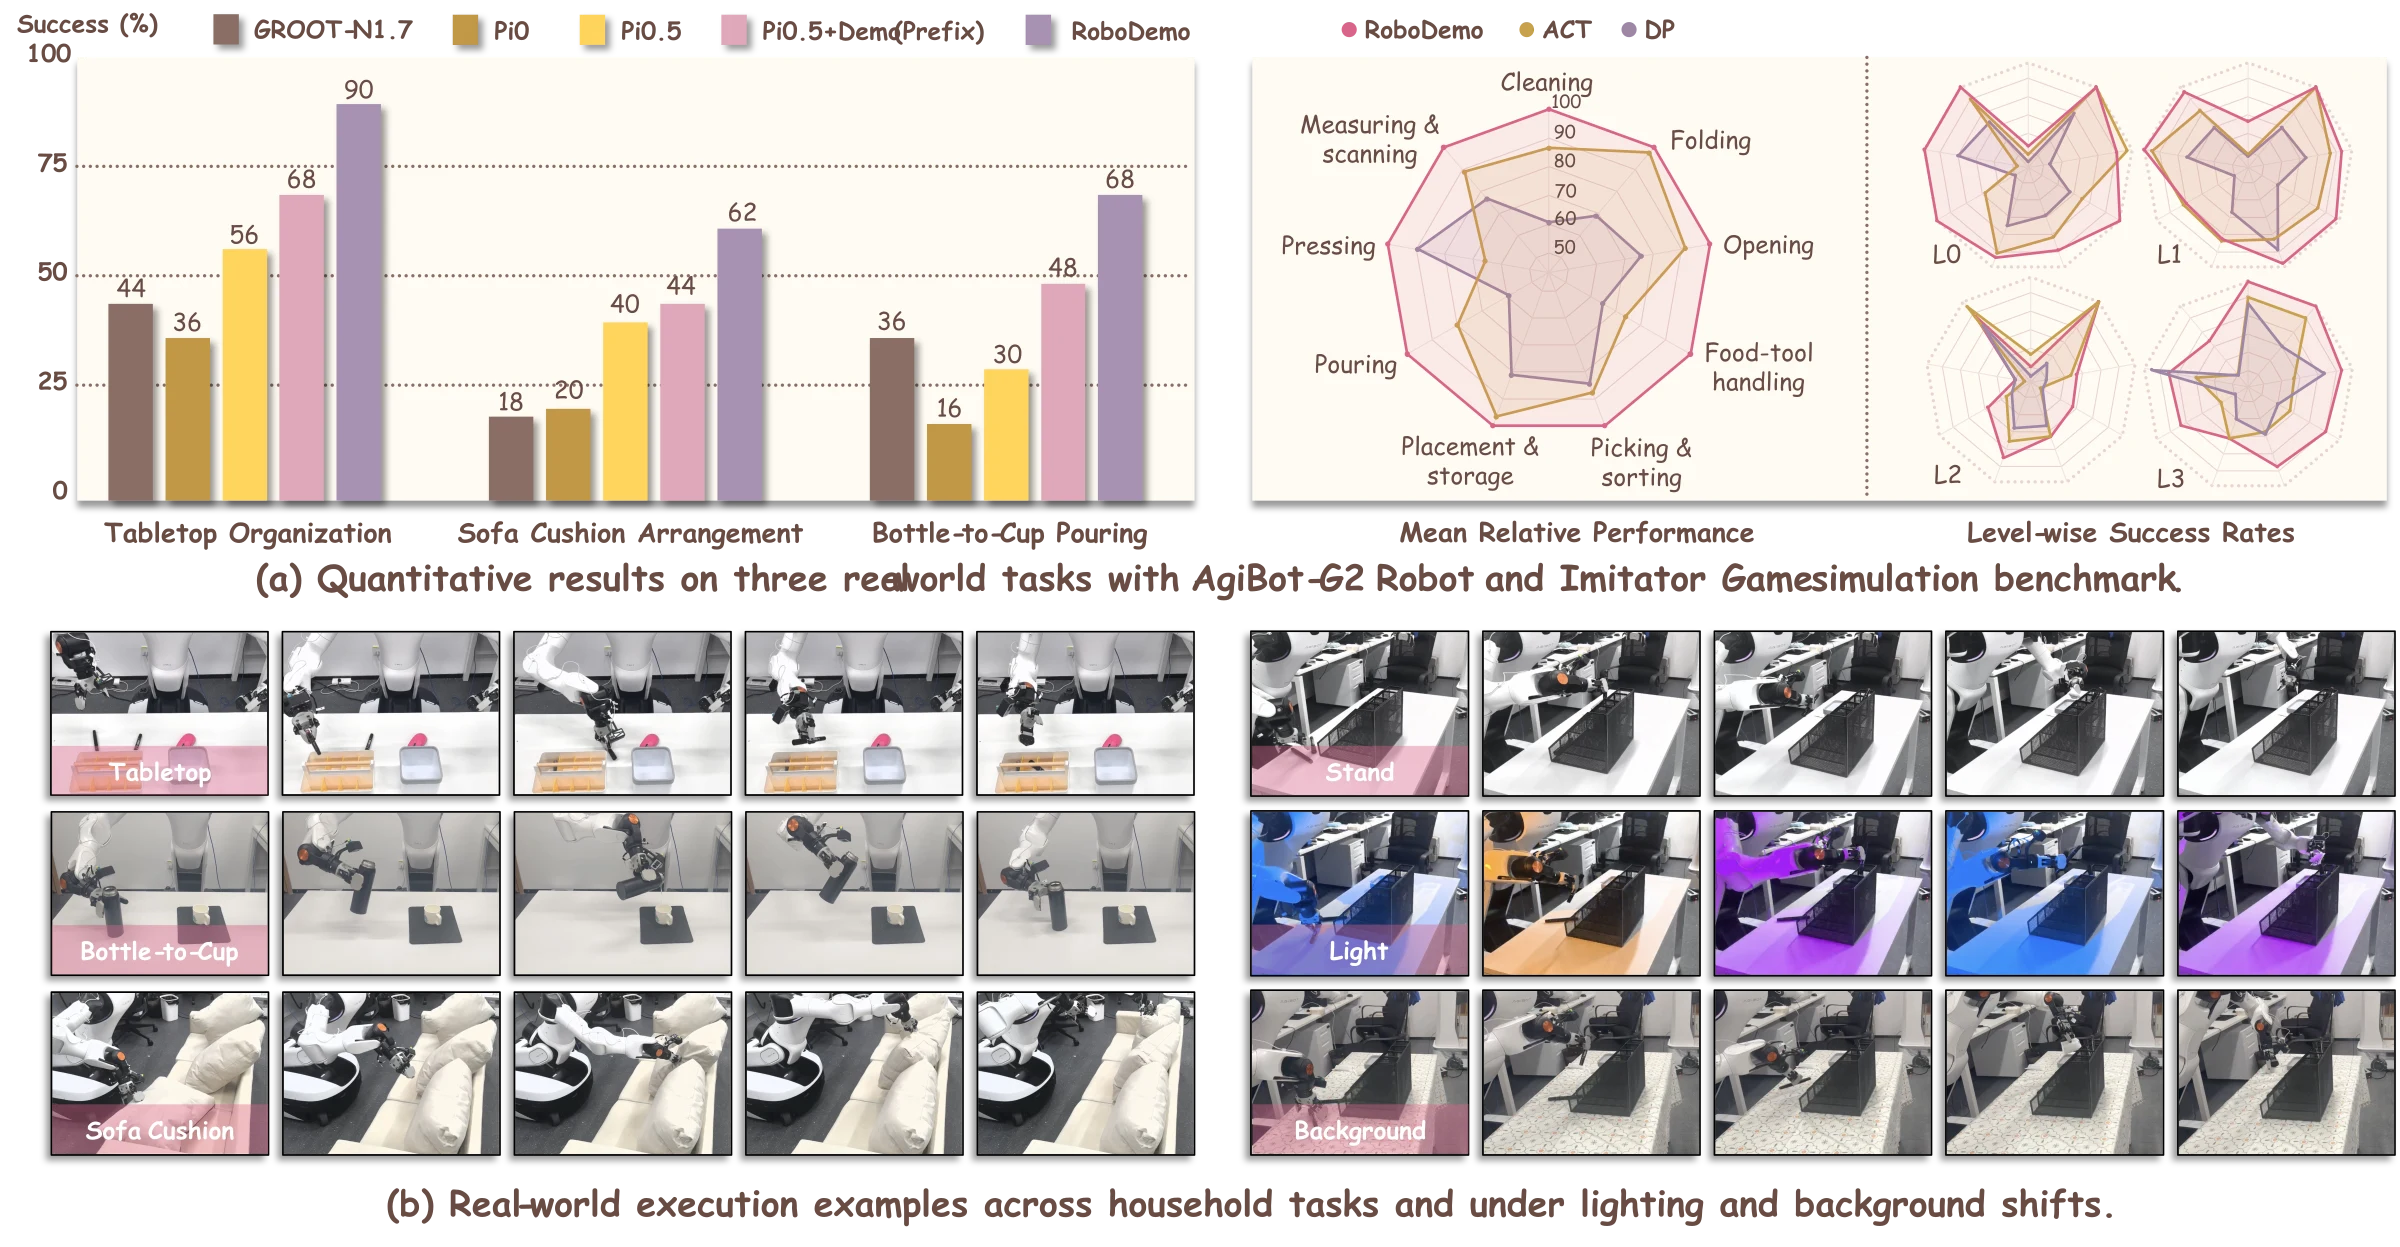 Success (%)
GROOT-N1.7
Pi0
Pi0.5
Pi0.5+Demo(Prefix)
RoboDemo
100
75
50
25
0
44
36
56
68
90
18
20
40
44
62
36
16
30
48
68
Tabletop Organization
Sofa Cushion Arrangement
Bottle-to-Cup Pouring
RoboDemo
ACT
DP
Cleaning
Folding
Opening
Food-tool
handling
Picking &
sorting
Placement &
storage
Pouring
Pressing
Measuring &
scanning
100
90
80
70
60
50
L0
L1
L2
L3
Mean Relative Performance
Level-wise Success Rates
(a) Quantitative results on three real-world tasks with AgiBot-G2 Robot and Imitator Gamesimulation benchmark.
Tabletop
Bottle-to-Cup
Sofa Cushion
Stand
Light
Background
(b) Real-world execution examples across household tasks and under lighting and background shifts.